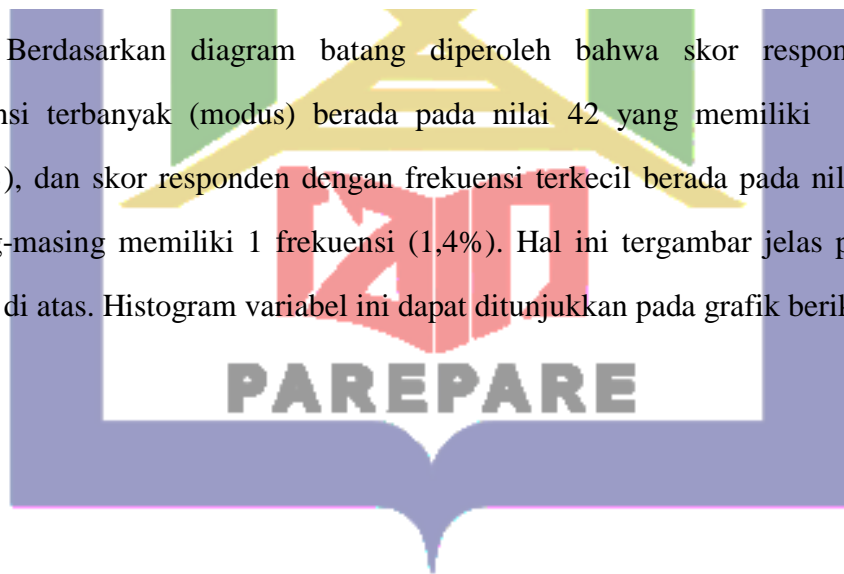 Berdasarkan diagram batang diperoleh bahwa skor respon
nsi terbanyak (modus) berada pada nilai 42 yang memiliki
), dan skor responden dengan frekuensi terkecil berada pada nil
g-masing memiliki 1 frekuensi (1,4%). Hal ini tergambar jelas p
di atas. Histogram variabel ini dapat ditunjukkan pada grafik berik
PAREPARE